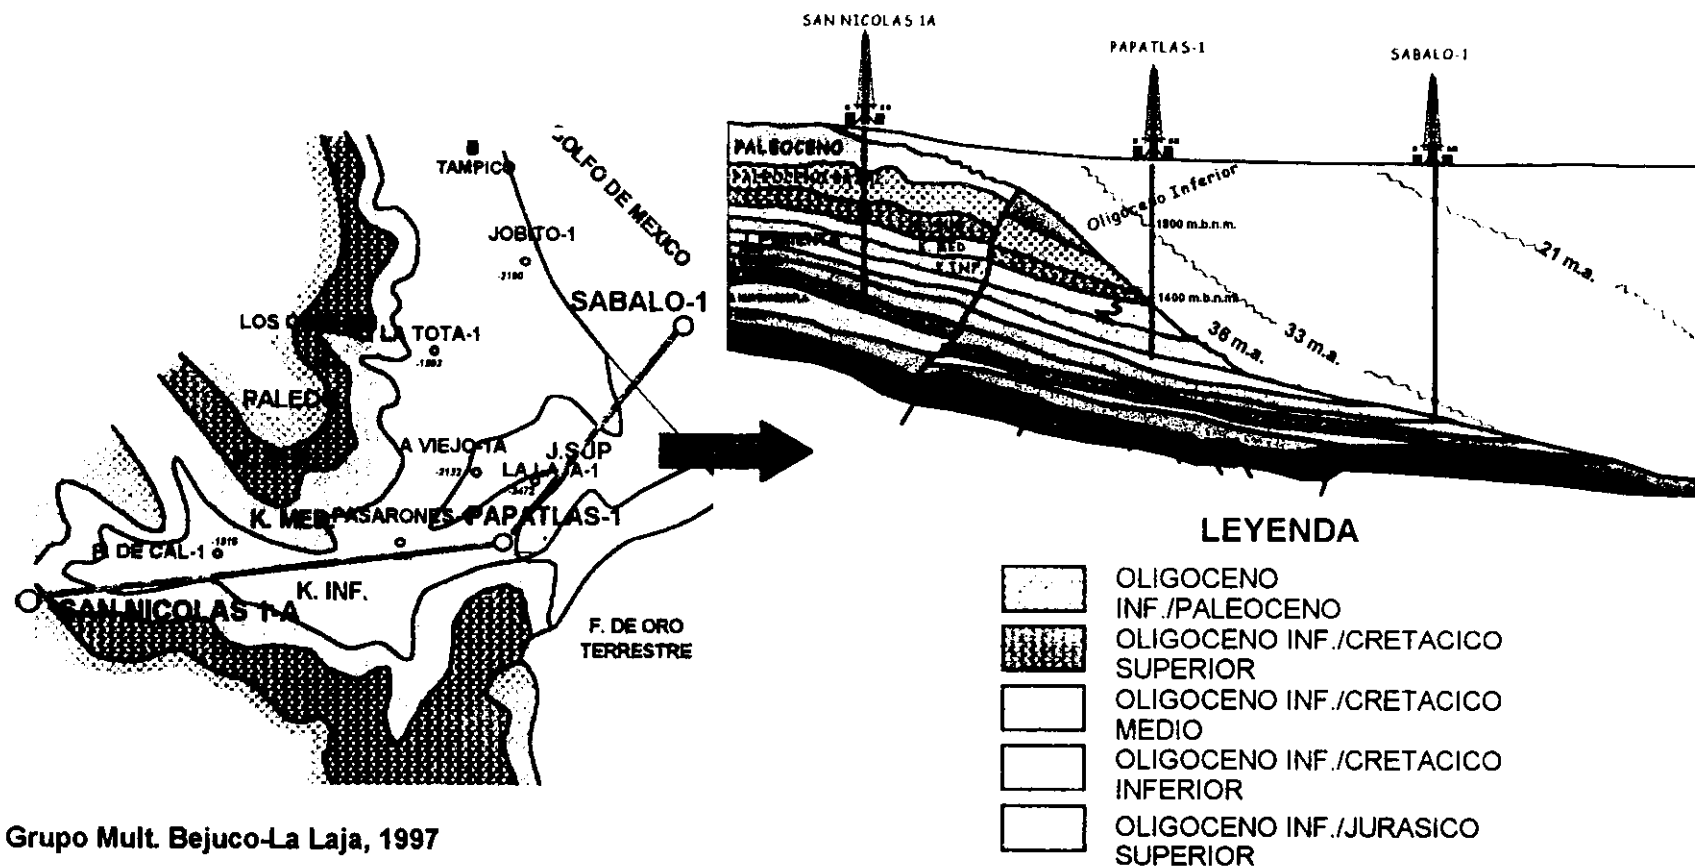 SAN NICOLAS 1A
PAPATLAS-1
SABALO-1
TAMPICO
GOLFO DE MEXICO
JOBITO-1
-2180
SABALO-1
LA TOTA-1
A VIEJO-1A
-2132
J.SUP
LA LAJA-1
K. MED.
PASARONES-
PAPATLAS-1
DE CAL-1
-1816
K. INF.
SAN NICOLAS 1-A
F. DE ORO
TERRESTRE
PALEOCENO
Oligoceno Inferior
1800 m.b.n.m.
1400 m.b.n.m.
K. INF.
21 m.a.
33 m.a.
36 m.a.
LEYENDA
OLIGOCENO
INF./PALEOCENO
OLIGOCENO INF./CRETACICO
SUPERIOR
OLIGOCENO INF./CRETACICO
MEDIO
OLIGOCENO INF./CRETACICO
INFERIOR
OLIGOCENO INF./JURASICO
SUPERIOR
Grupo Mult. Bejuco-La Laja, 1997